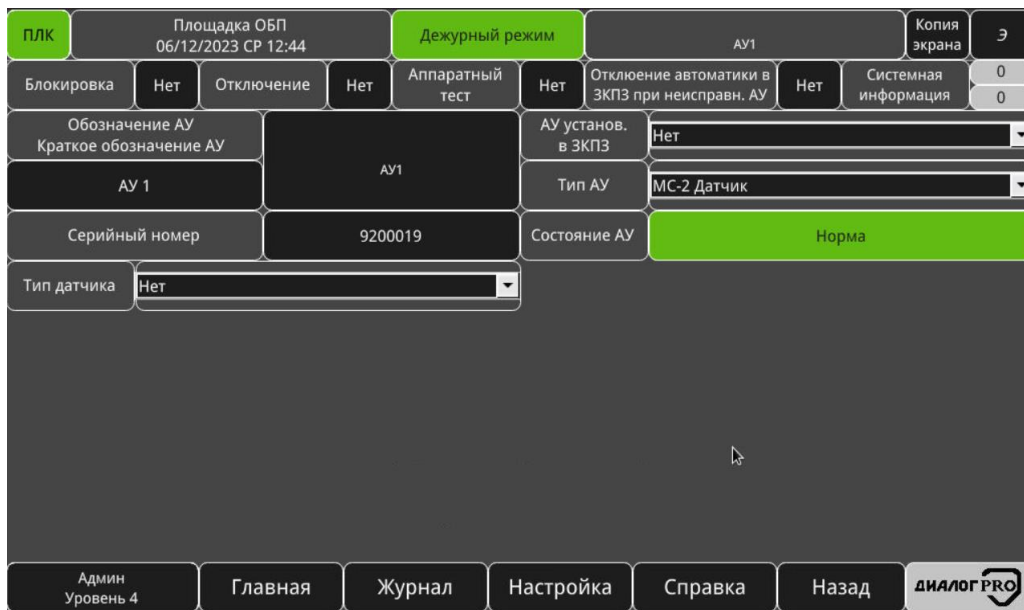 ПЛК
Площадка ОБП
06/12/2023 СР 12:44
Дежурный режим
АУ1
Копия
экрана
Э
Блокировка
Нет
Отключение
Нет
Аппаратный
тест
Нет
Отклюение автоматики в
ЗКПЗ при неисправн. АУ
Нет
Системная
информация
0
0
Обозначение АУ
Краткое обозначение АУ
АУ1
АУ установ.
в ЗКПЗ
Нет
АУ 1
Тип АУ
МС-2 Датчик
Серийный номер
9200019
Состояние АУ
Норма
Тип датчика
Нет
Админ
Уровень 4
Главная
Журнал
Настройка
Справка
Назад
ДИАЛОГ PRO